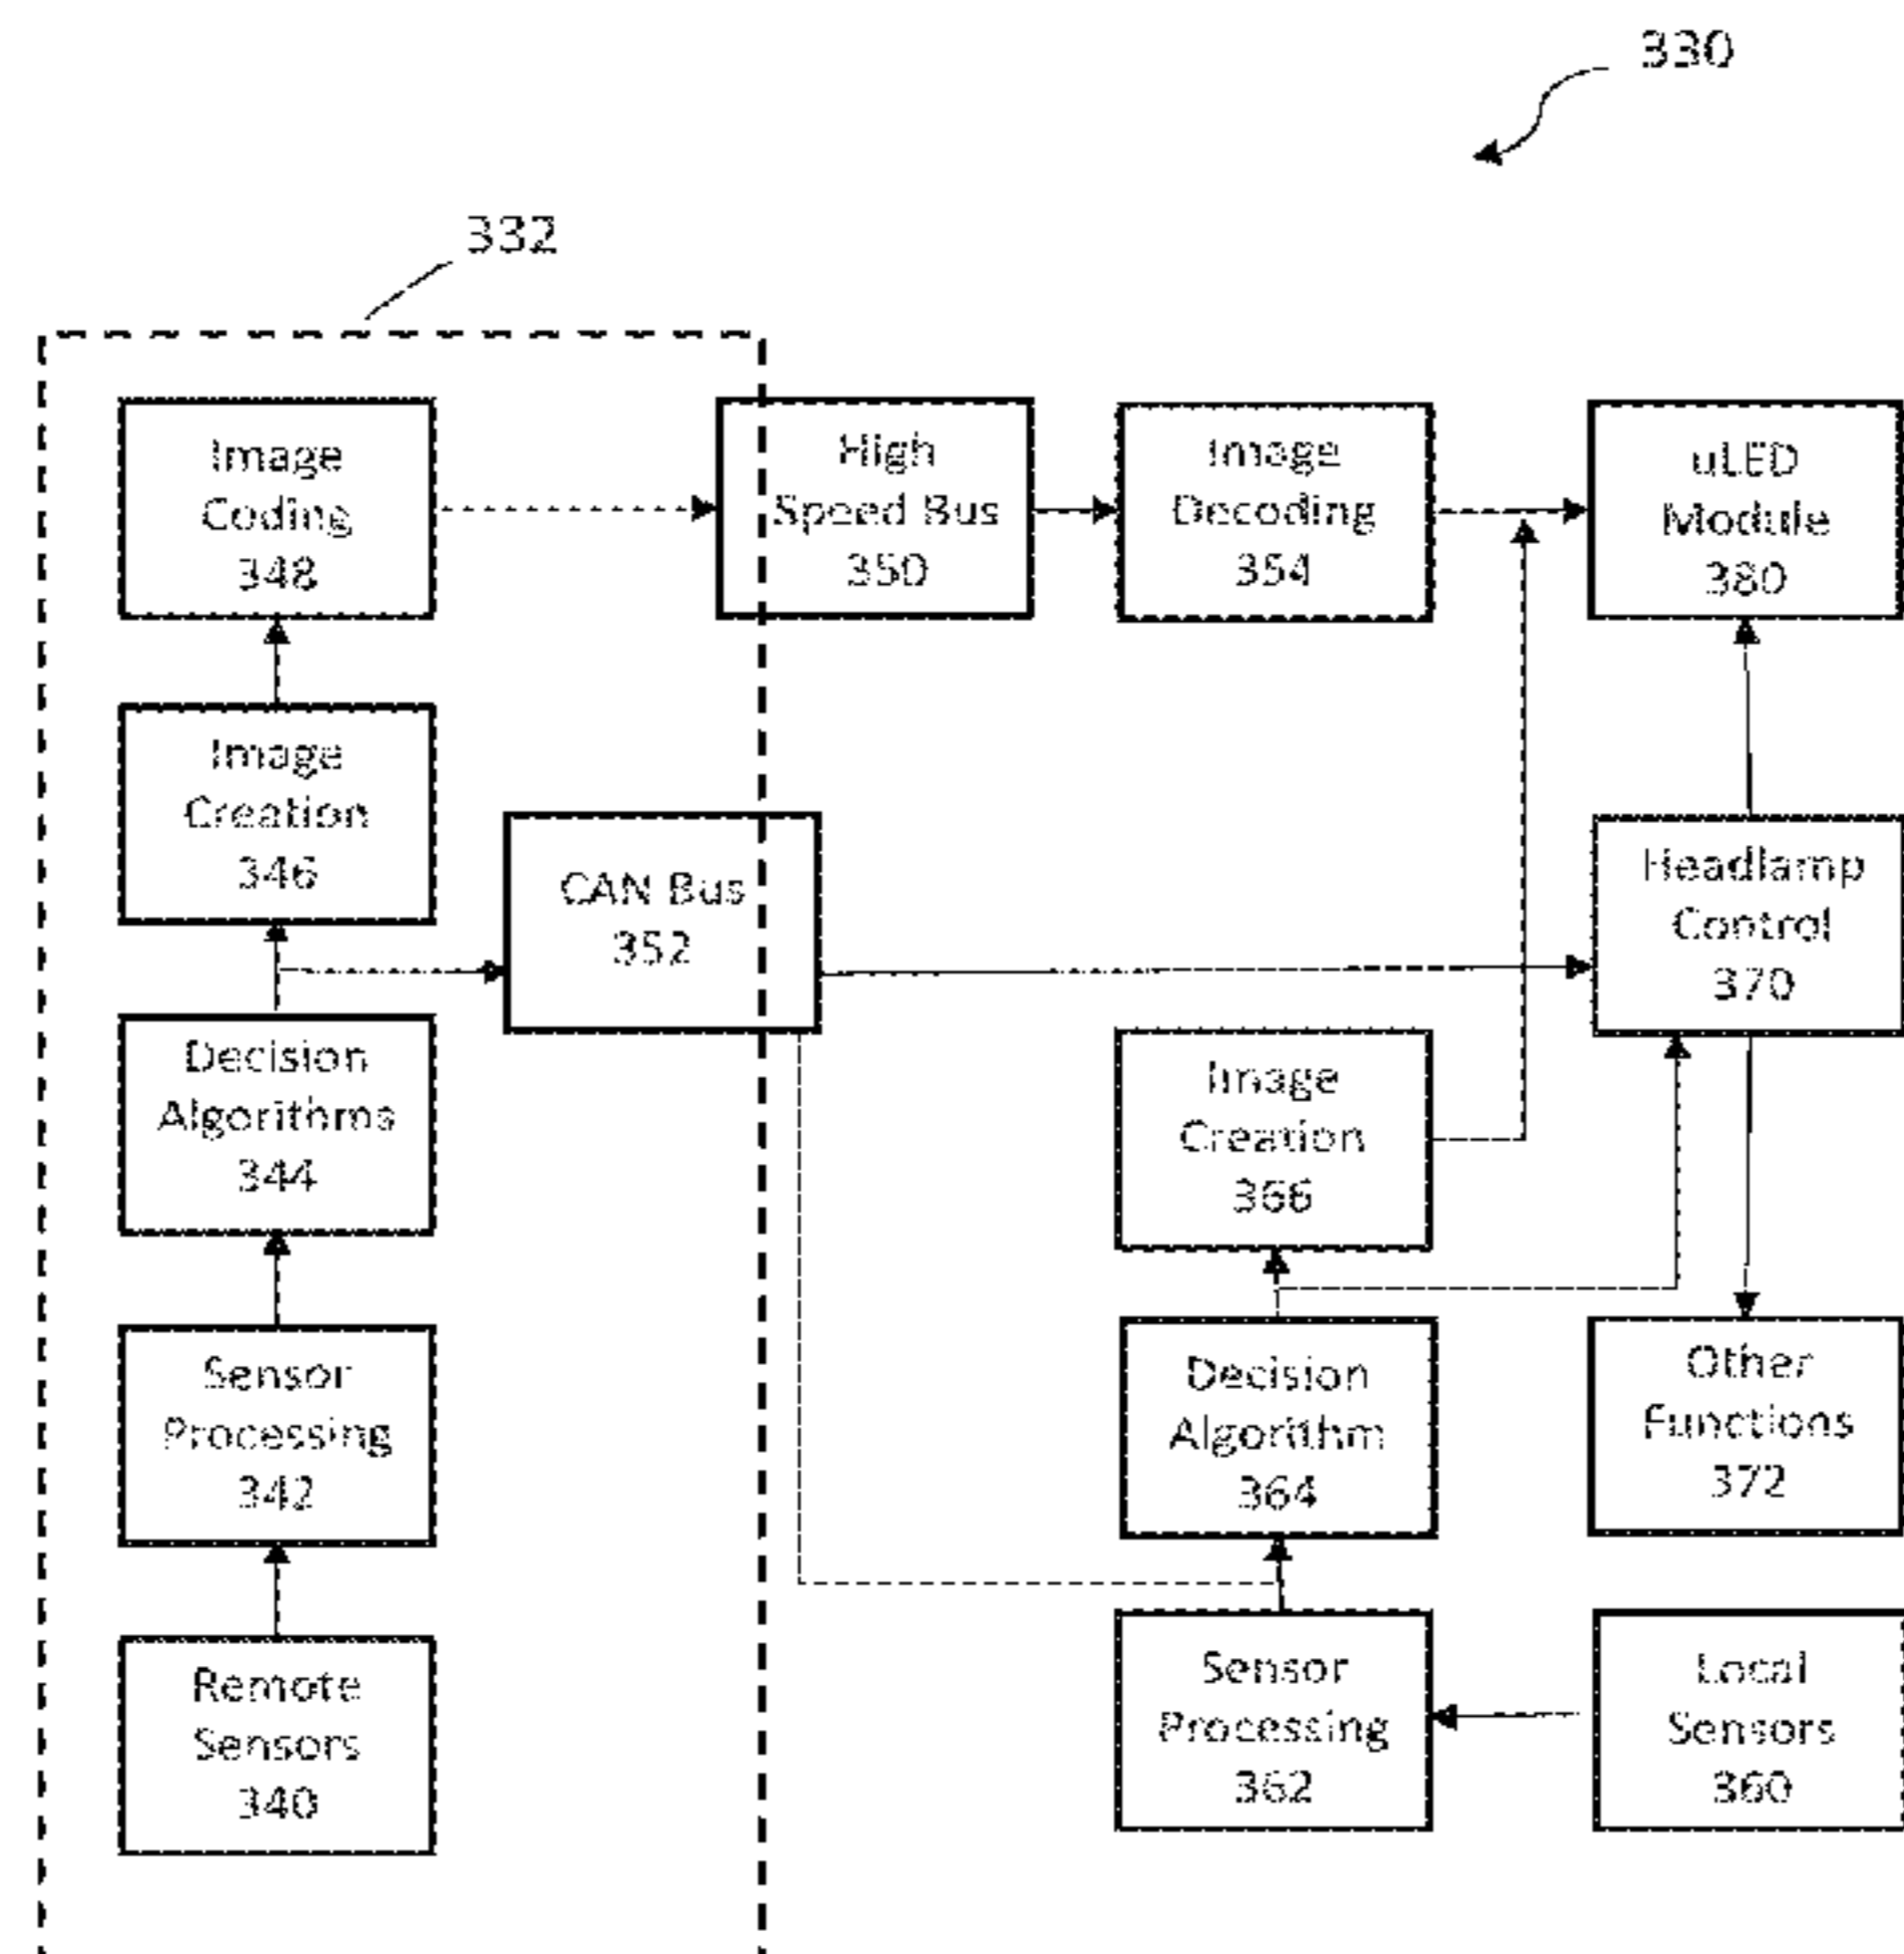 330
332
Image
Coding
348
High
Speed Bus
350
Image
Decoding
354
uLED
Module
380
Image
Creation
346
CAN Bus
352
Headlamp
Control
370
Decision
Algorithms
344
Image
Creation
366
Sensor
Processing
342
Decision
Algorithm
364
Other
Functions
372
Remote
Sensors
340
Sensor
Processing
362
Local
Sensors
360